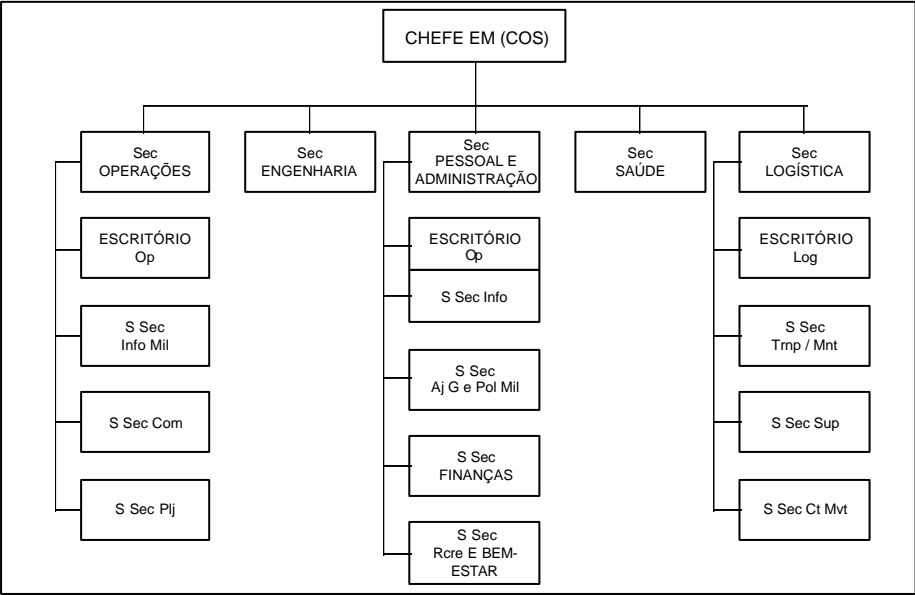 CHEFE EM (COS)
Sec
OPERAÇÕES
Sec
ENGENHARIA
Sec
PESSOAL E
ADMINISTRAÇÃO
Sec
SAÚDE
Sec
LOGÍSTICA
ESCRITÓRIO
Op
ESCRITÓRIO
Op
ESCRITÓRIO
Log
S Sec
Info Mil
S Sec Info
S Sec
Trnp / Mnt
S Sec
Aj G e Pol Mil
S Sec Com
S Sec Sup
S Sec
FINANÇAS
S Sec Plj
S Sec Ct Mvt
S Sec
Rcre E BEM-
ESTAR